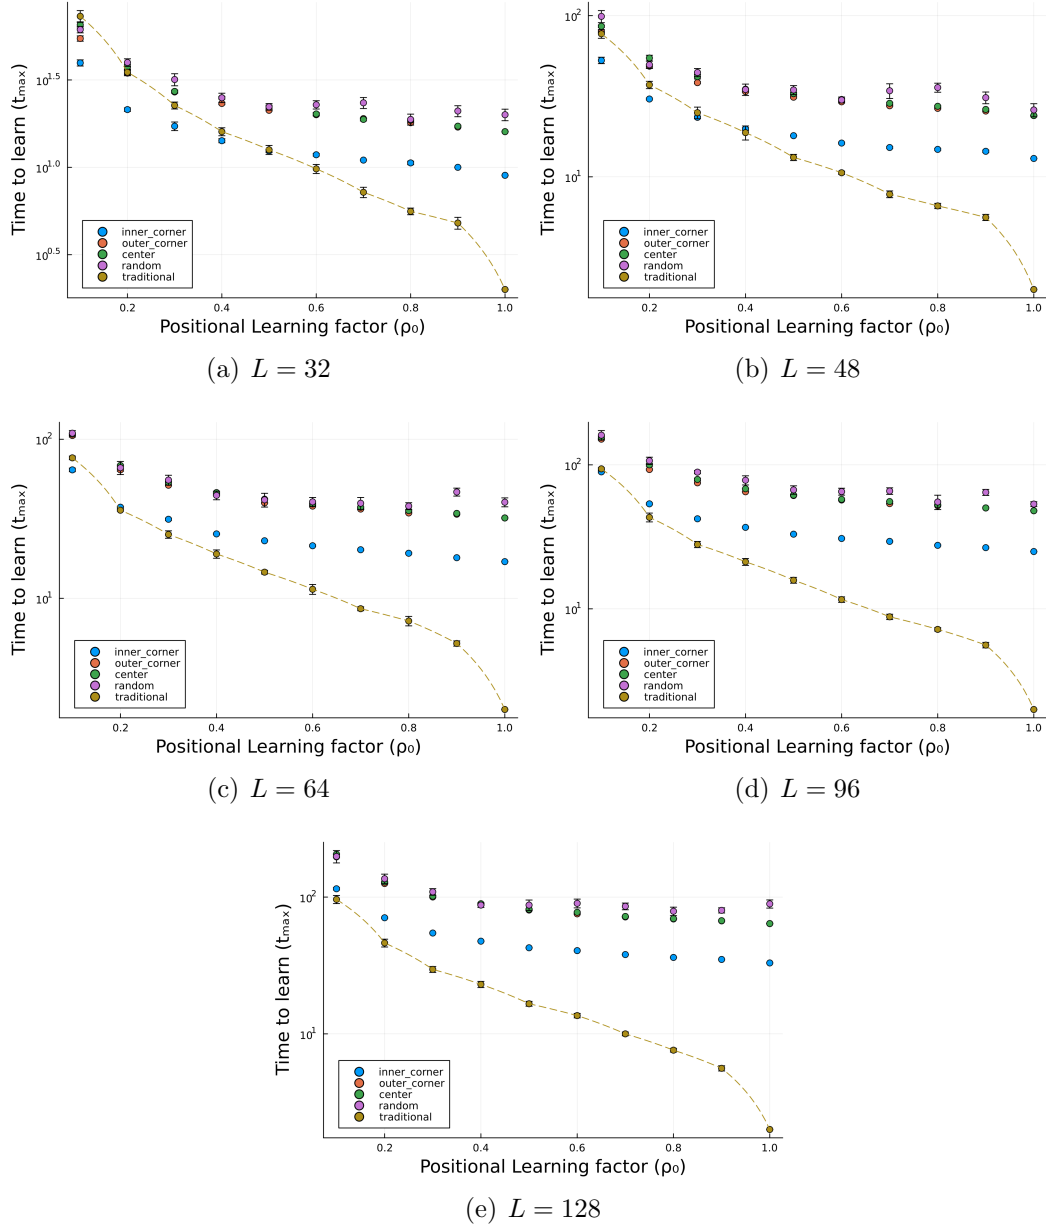 Time to learn (tₘₐₓ)
10^1.5
10^1.0
10^0.5
inner_corner
outer_corner
center
random
traditional
0.2 0.4 0.6 0.8 1.0
Positional Learning factor (ρ₀)
(a) L = 32
Time to learn (tₘₐₓ)
10^2
10^1
inner_corner
outer_corner
center
random
traditional
0.2 0.4 0.6 0.8 1.0
Positional Learning factor (ρ₀)
(b) L = 48
Time to learn (tₘₐₓ)
10^2
10^1
inner_corner
outer_corner
center
random
traditional
0.2 0.4 0.6 0.8 1.0
Positional Learning factor (ρ₀)
(c) L = 64
Time to learn (tₘₐₓ)
10^2
10^1
inner_corner
outer_corner
center
random
traditional
0.2 0.4 0.6 0.8 1.0
Positional Learning factor (ρ₀)
(d) L = 96
Time to learn (tₘₐₓ)
10^2
10^1
inner_corner
outer_corner
center
random
traditional
0.2 0.4 0.6 0.8 1.0
Positional Learning factor (ρ₀)
(e) L = 128